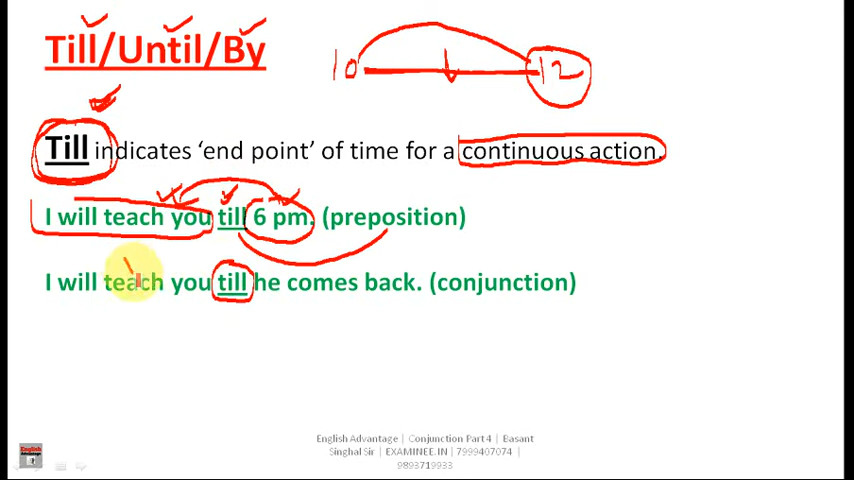 Till/Until/By
10 12
Till indicates ‘end point’ of time for a continuous action.
I will teach you till 6 pm. (preposition)
I will teach you till he comes back. (conjunction)
English Advantage | Conjunction Part 4 | Basant
Singhal Sir | EXAMINEE.IN | 7999407074 |
9893719933
English
Advantage